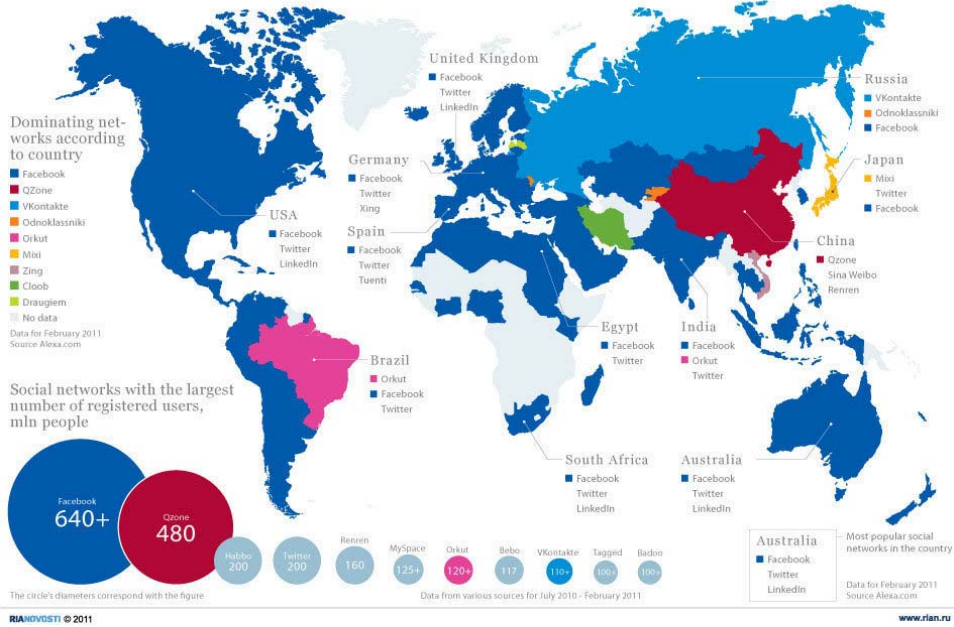 United Kingdom
Facebook
Twitter
LinkedIn
Russia
VKontakte
Odnoklassniki
Facebook
Dominating net-
works according
to country
Facebook
QZone
VKontakte
Odnoklassniki
Orkut
Mixi
Zing
Cloob
Draugiem
No data
Data for February 2011
Source Alexa.com
Germany
Facebook
Twitter
Xing
Japan
Mixi
Twitter
Facebook
USA
Facebook
Twitter
LinkedIn
Spain
Facebook
Twitter
Tuenti
China
Qzone
Sina Weibo
Renren
Egypt
Facebook
Twitter
India
Facebook
Orkut
Twitter
Brazil
Orkut
Facebook
Twitter
Social networks with the largest
number of registered users,
mln people
South Africa
Facebook
Twitter
LinkedIn
Australia
Facebook
Twitter
LinkedIn
Facebook
640+
Qzone
480
Habbo
200
Twitter
200
Renren
160
MySpace
125+
Orkut
120+
Bebo
117
VKontakte
110+
Tagged
100+
Badoo
100+
Australia
Facebook
Twitter
LinkedIn
Most popular social
networks in the country
Data for February 2011
Source Alexa.com
The circle's diameters correspond with the figure
Data from various sources for July 2010 - February 2011
RIANOVOSTI © 2011
www.rian.ru